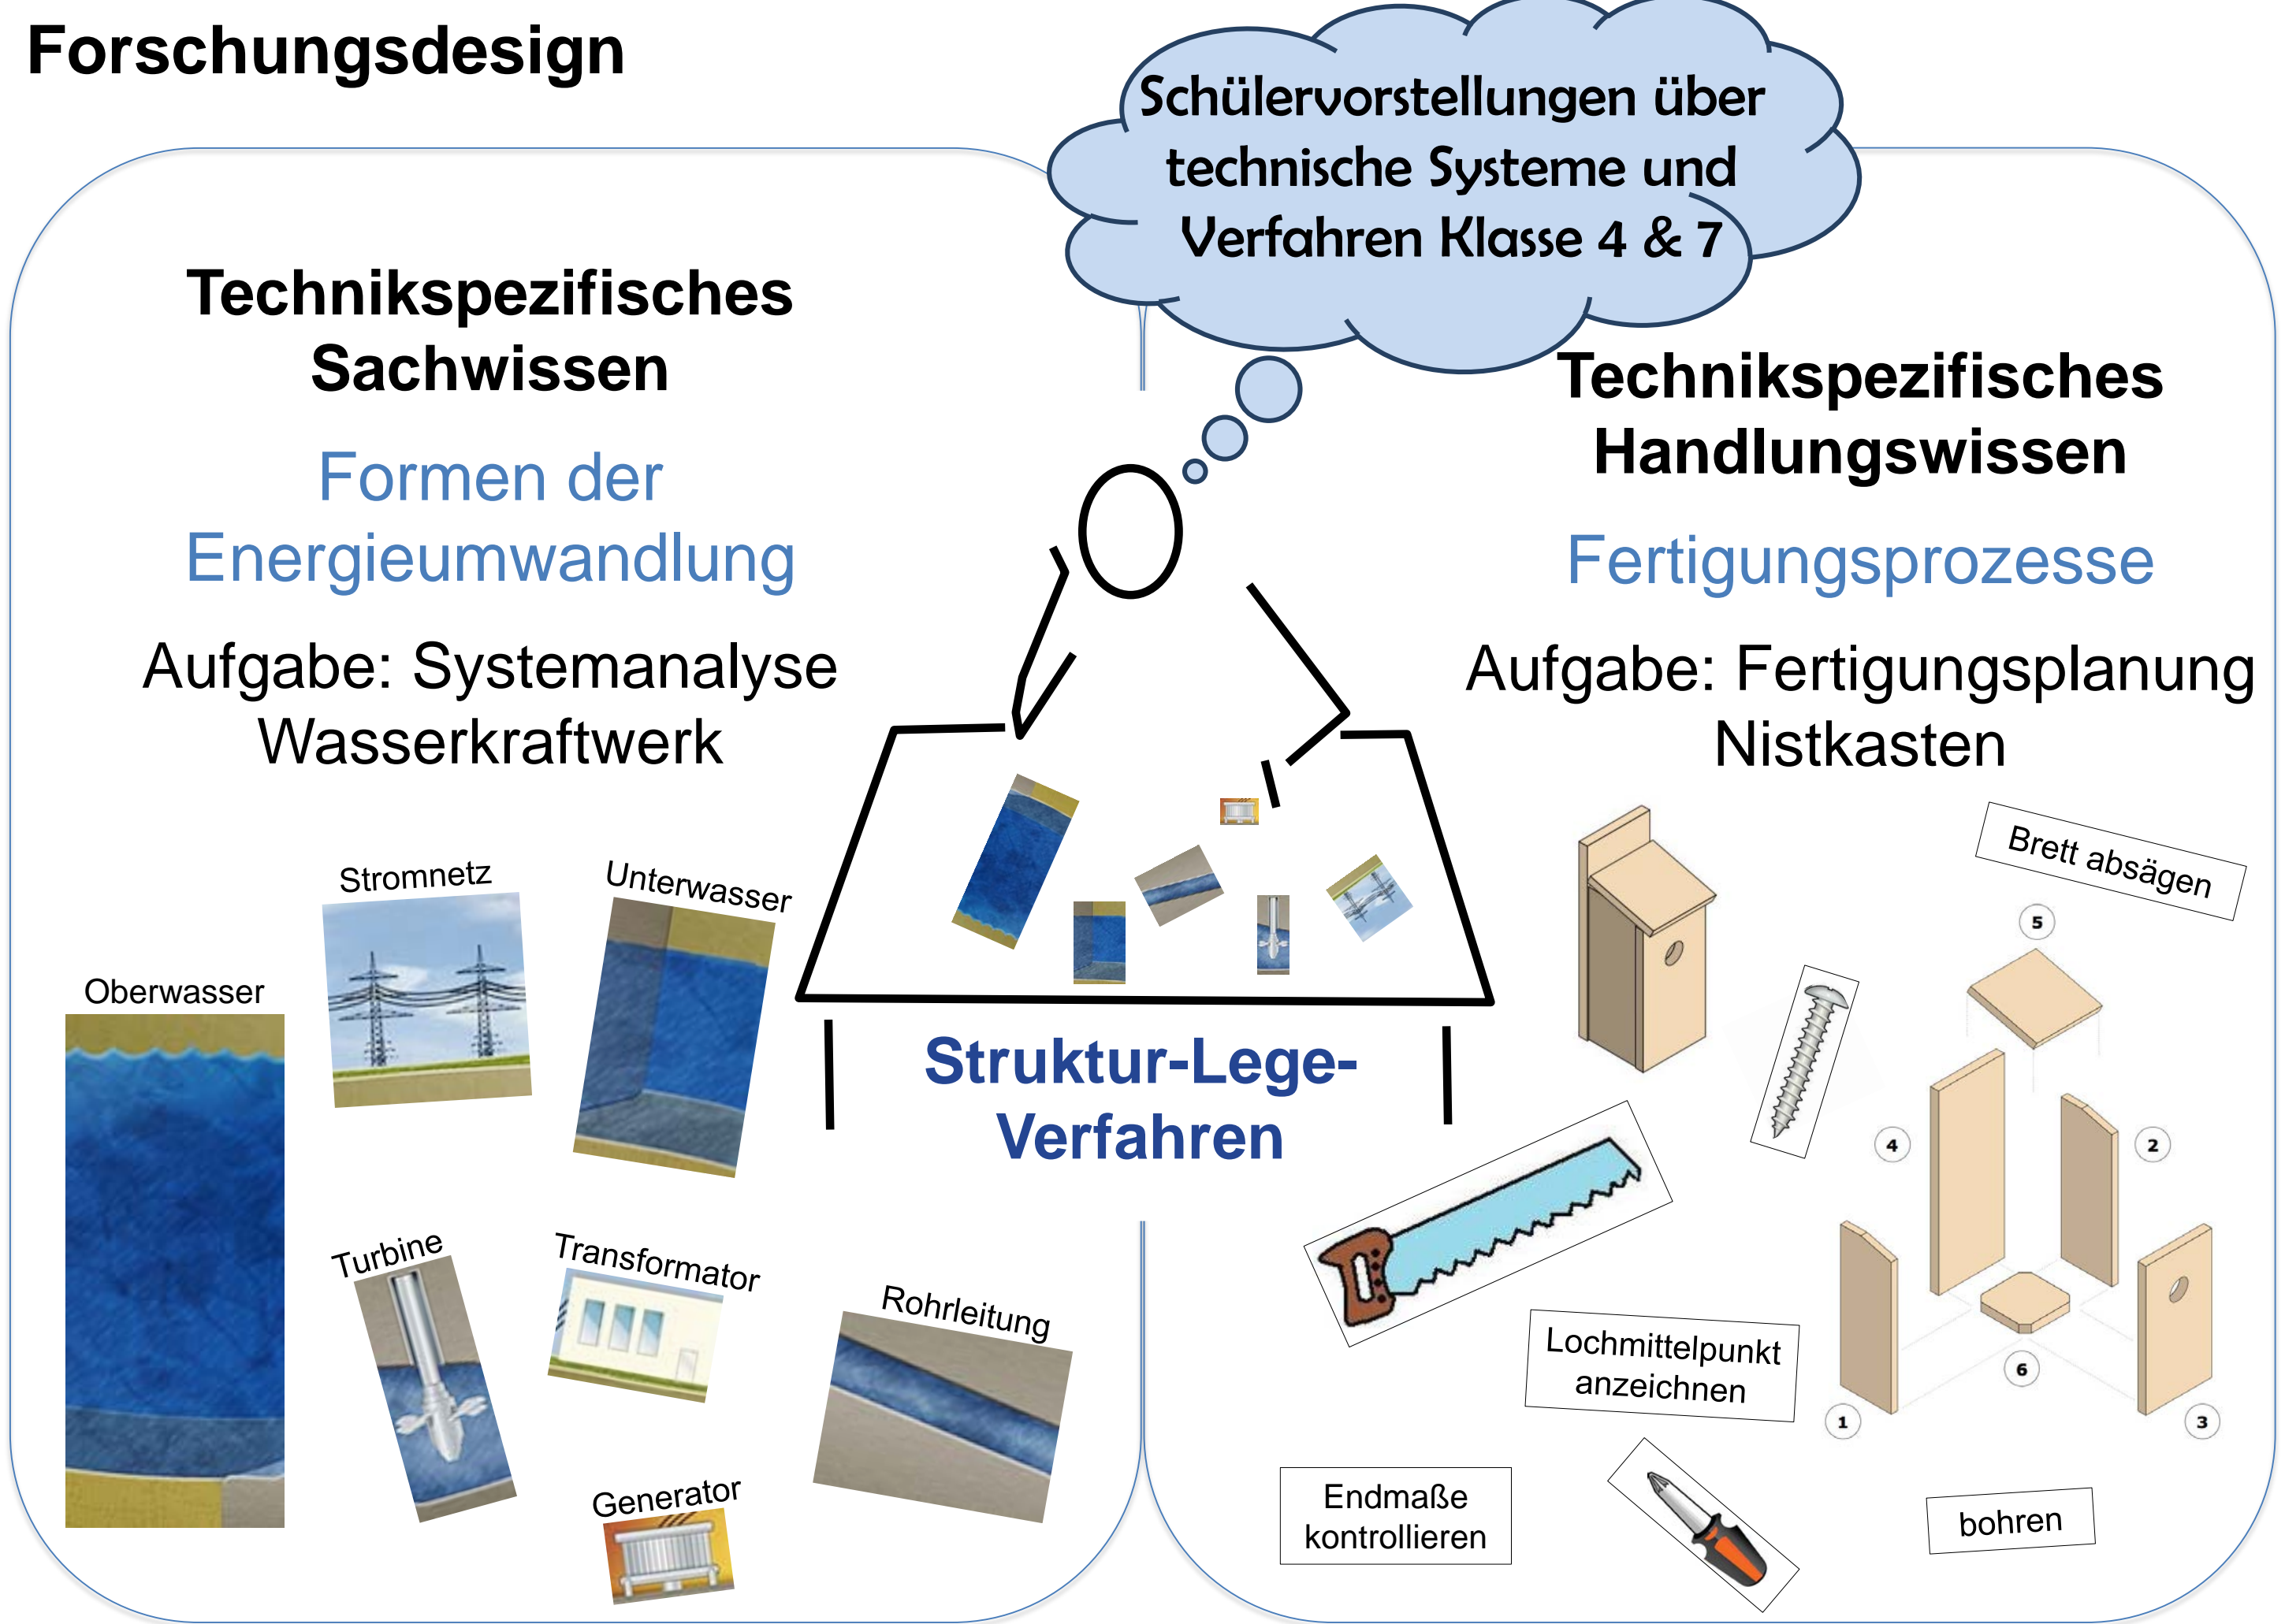 Forschungsdesign
Schülervorstellungen über
technische Systeme und
Verfahren Klasse 4 & 7
Technikspezifisches
Sachwissen
Formen der
Energieumwandlung
Aufgabe: Systemanalyse
Wasserkraftwerk
Technikspezifisches
Handlungswissen
Fertigungsprozesse
Aufgabe: Fertigungsplanung
Nistkasten
Stromnetz
Unterwasser
Oberwasser
Turbine
Transformator
Rohrleitung
Generator
Struktur-Lege-
Verfahren
Brett absägen
5
4
2
6
1
3
Lochmittelpunkt
anzeichnen
Endmaße
kontrollieren
bohren